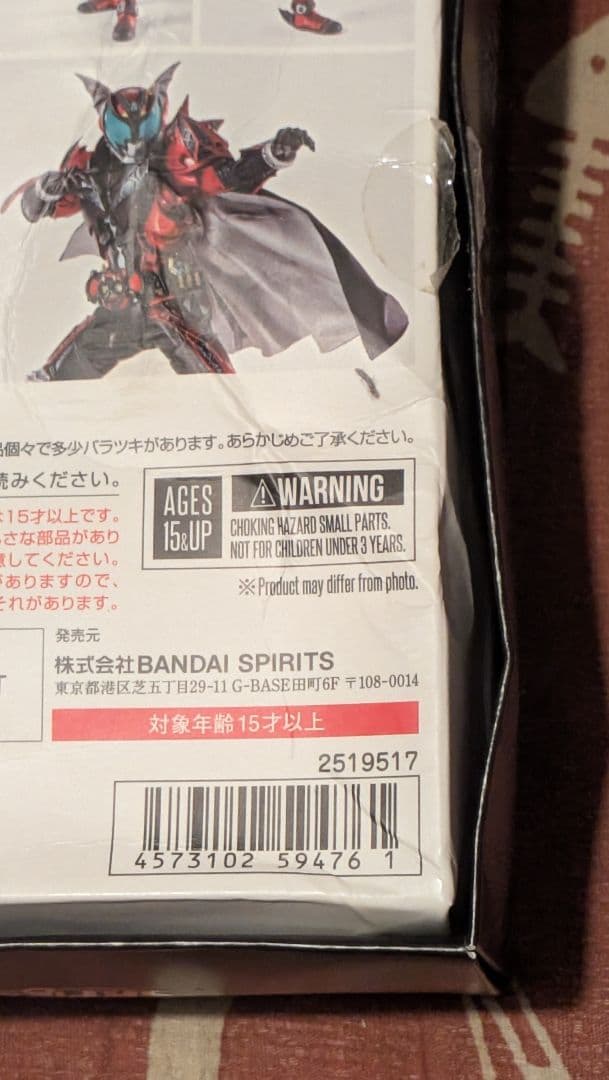 個々で多少バラツキがあります。あらかじめご了承ください。
読みください。
は15才以上です。
さな部品があり
慮してください。
がありますので、
それがあります。
AGES
15&UP
⚠WARNING
CHOKING HAZARD SMALL PARTS.
NOT FOR CHILDREN UNDER 3 YEARS.
※Product may differ from photo.
発売元
株式会社BANDAI SPIRITS
東京都港区芝五丁目29-11 G-BASE田町6F 〒108-0014
対象年齢15才以上
2519517
4573102 59476 1